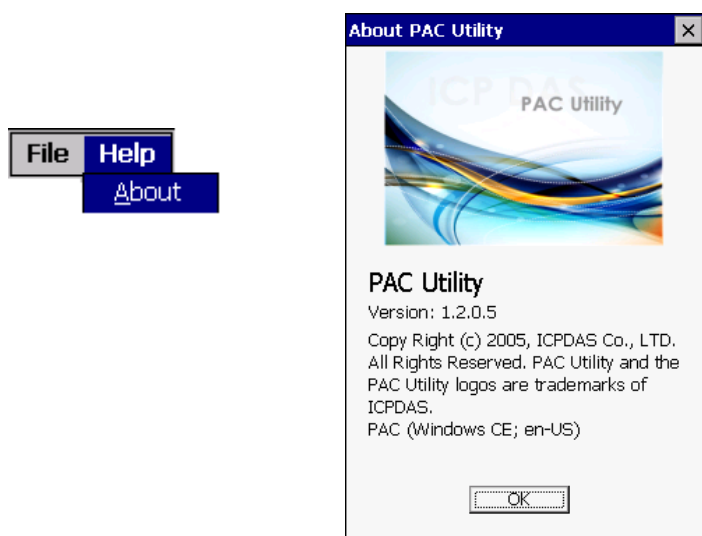 File Help
About
About PAC Utility
ICP DAS
PAC Utility
PAC Utility
Version: 1.2.0.5
Copy Right (c) 2005, ICPDAS Co., LTD.
All Rights Reserved. PAC Utility and the
PAC Utility logos are trademarks of
ICPDAS.
PAC (Windows CE; en-US)
OK